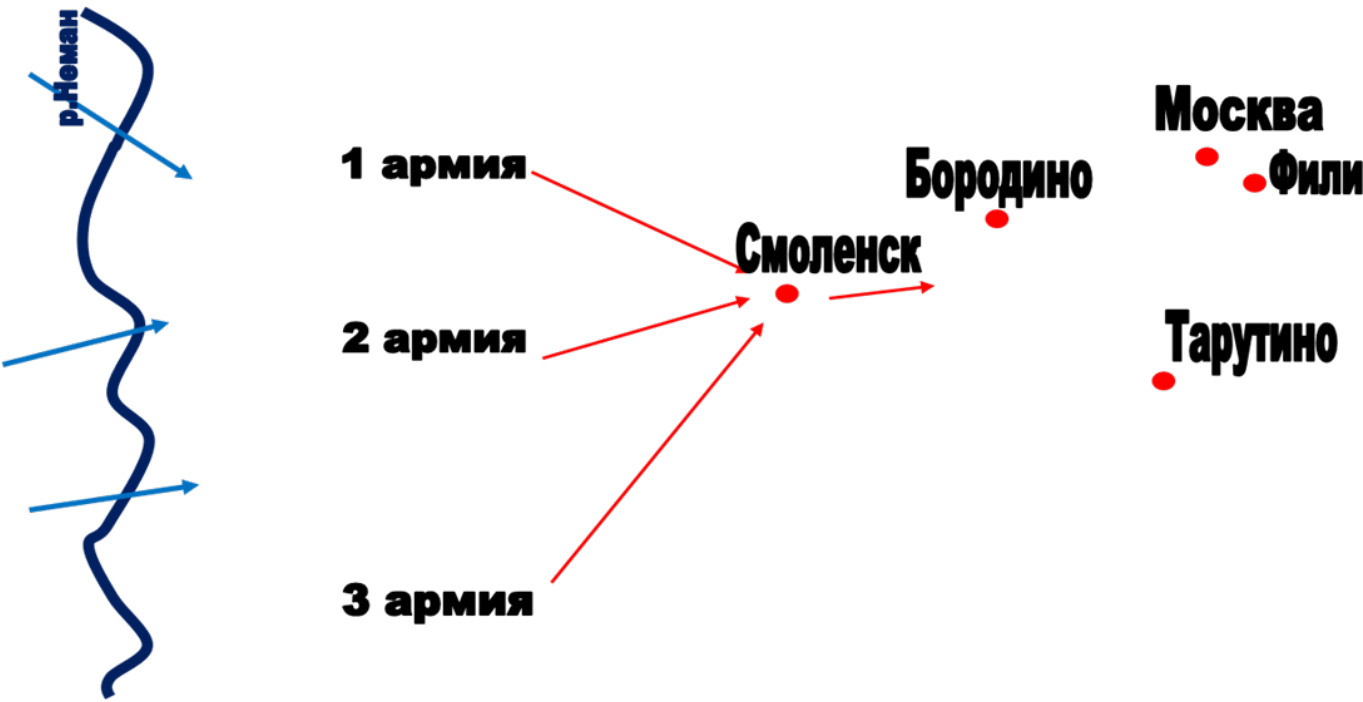 р.Неман
Москва
1 армия
Бородино
Фили
Смоленск
2 армия
Тарутино
3 армия